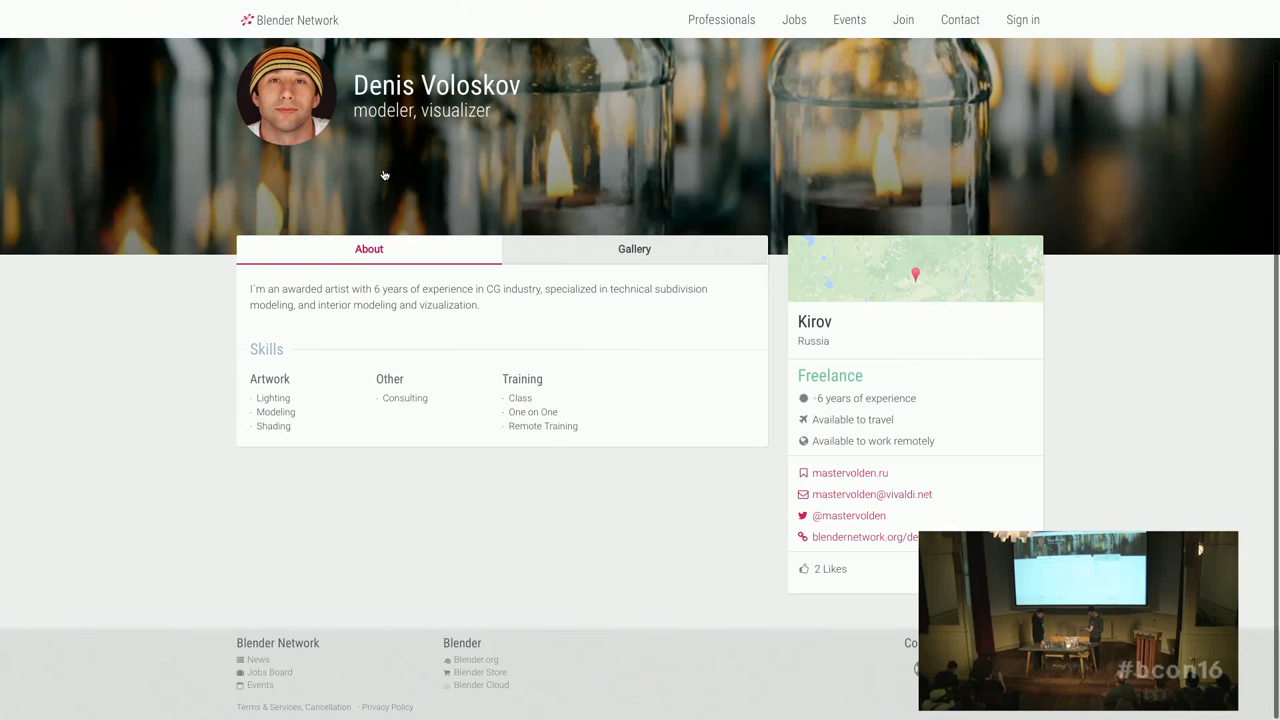 Blender Network
Professionals
Jobs
Events
Join
Contact
Sign in
Denis Voloskov
modeler, visualizer
About
Gallery
I'm an awarded artist with 6 years of experience in CG industry, specialized in technical subdivision
modeling, and interior modeling and vizualization.
Skills
Artwork
Lighting
Modeling
Shading
Other
Consulting
Training
Class
One on One
Remote Training
Kirov
Russia
Freelance
+6 years of experience
Available to travel
Available to work remotely
mastervolden.ru
mastervolden@vivaldi.net
@mastervolden
blendernetwork.org/de
2 Likes
Blender Network
News
Jobs Board
Events
Blender
Blender.org
Blender Store
Blender Cloud
Co
Terms & Services, Cancellation · Privacy Policy
#bcon16